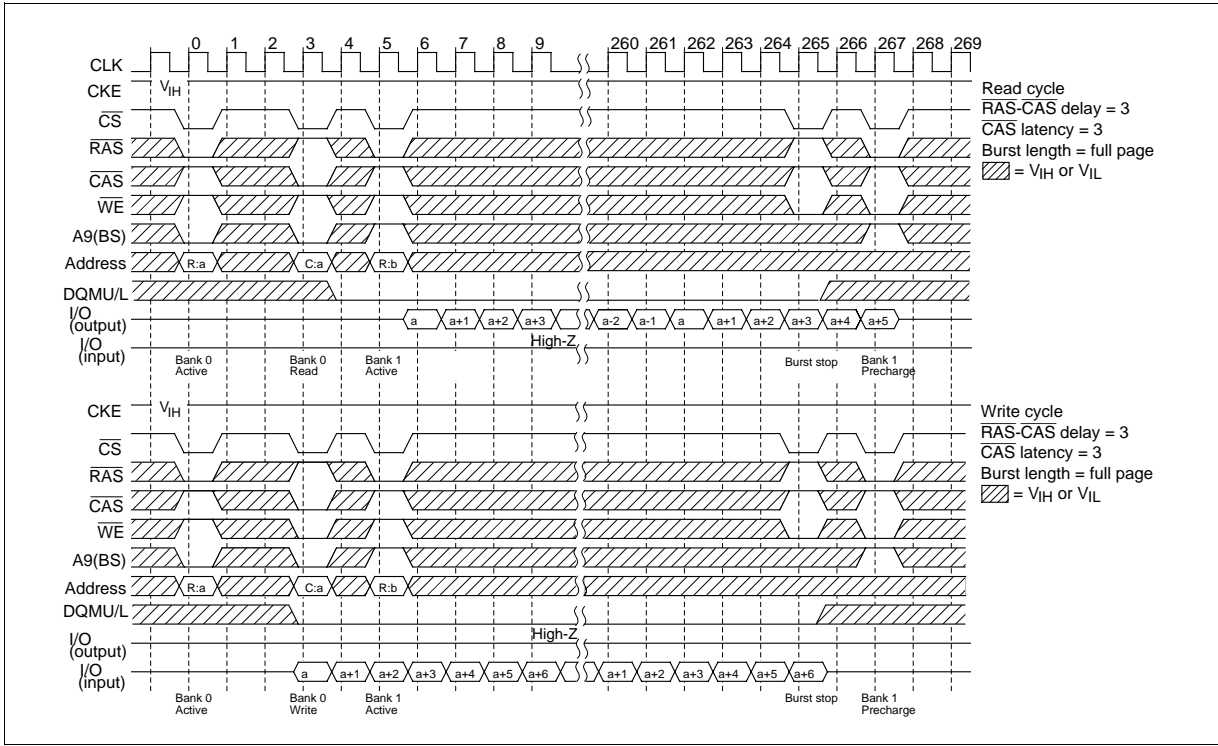 0 1 2 3 4 5 6 7 8 9 260 261 262 263 264 265 266 267 268 269
CLK
CKE VIH
CS
RAS
CAS
WE
A9(BS)
Address R:a C:a R:b
DQMU/L
I/O (output) a a+1 a+2 a+3 a-2 a-1 a a+1 a+2 a+3 a+4 a+5
High-Z
I/O (input)
Bank 0 Active
Bank 0 Read
Bank 1 Active
Burst stop
Bank 1 Precharge
Read cycle
RAS-CAS delay = 3
CAS latency = 3
Burst length = full page
= VIH or VIL
CKE VIH
CS
RAS
CAS
WE
A9(BS)
Address R:a C:a R:b
DQMU/L
High-Z
I/O (output)
I/O (input) a a+1 a+2 a+3 a+4 a+5 a+6 a+1 a+2 a+3 a+4 a+5 a+6
Bank 0 Active
Bank 0 Write
Bank 1 Active
Burst stop
Bank 1 Precharge
Write cycle
RAS-CAS delay = 3
CAS latency = 3
Burst length = full page
= VIH or VIL